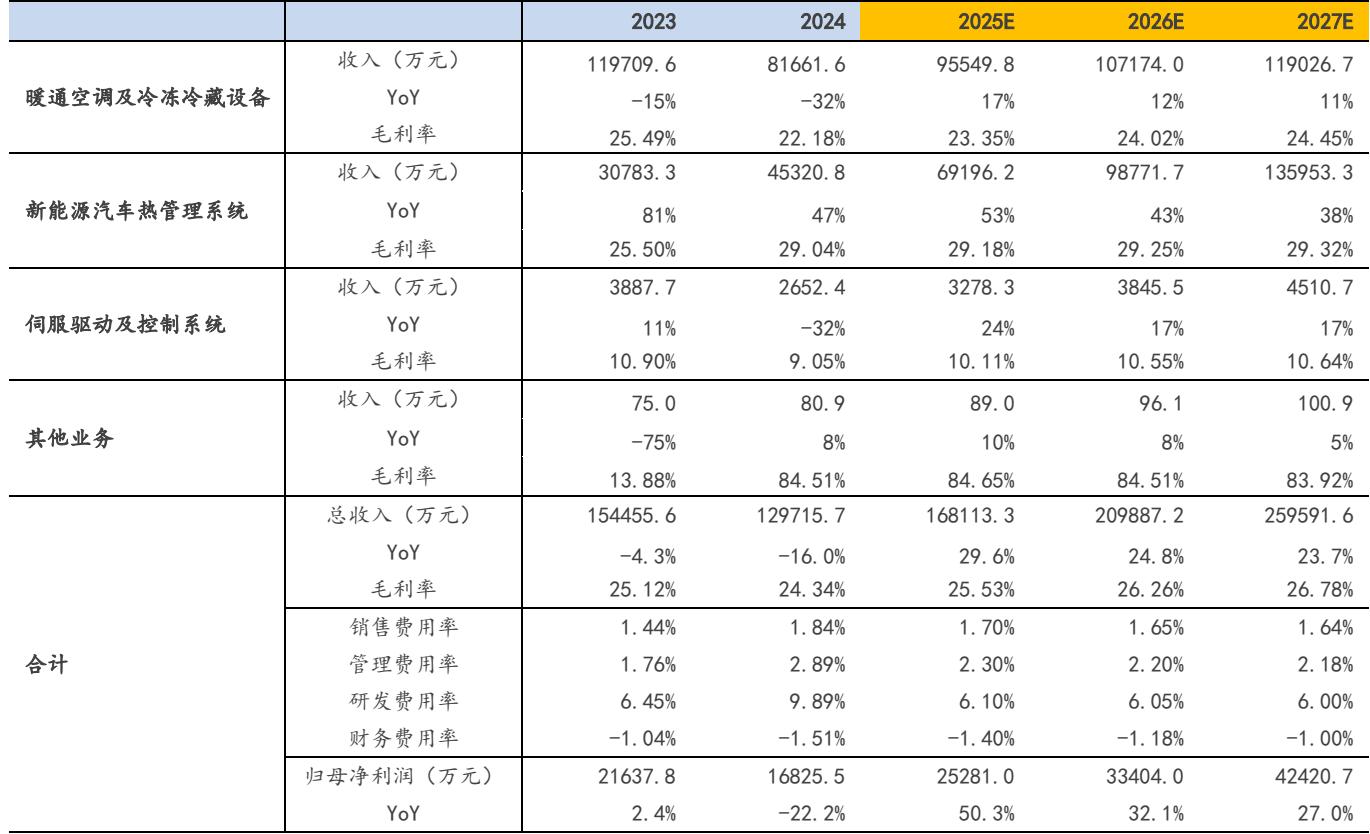 2023 2024 2025E 2026E 2027E
收入（万元） 119709.6 81661.6 95549.8 107174.0 119026.7
暖通空调及冷冻冷藏设备 YoY -15% -32% 17% 12% 11%
毛利率 25.49% 22.18% 23.35% 24.02% 24.45%
收入（万元） 30783.3 45320.8 69196.2 98771.7 135953.3
新能源汽车热管理系统 YoY 81% 47% 53% 43% 38%
毛利率 25.50% 29.04% 29.18% 29.25% 29.32%
收入（万元） 3887.7 2652.4 3278.3 3845.5 4510.7
伺服驱动及控制系统 YoY 11% -32% 24% 17% 17%
毛利率 10.90% 9.05% 10.11% 10.55% 10.64%
收入（万元） 75.0 80.9 89.0 96.1 100.9
其他业务 YoY -75% 8% 10% 8% 5%
毛利率 13.88% 84.51% 84.65% 84.51% 83.92%
总收入（万元） 154455.6 129715.7 168113.3 209887.2 259591.6
YoY -4.3% -16.0% 29.6% 24.8% 23.7%
毛利率 25.12% 24.34% 25.53% 26.26% 26.78%
销售费用率 1.44% 1.84% 1.70% 1.65% 1.64%
合计 管理费用率 1.76% 2.89% 2.30% 2.20% 2.18%
研发费用率 6.45% 9.89% 6.10% 6.05% 6.00%
财务费用率 -1.04% -1.51% -1.40% -1.18% -1.00%
归母净利润（万元） 21637.8 16825.5 25281.0 33404.0 42420.7
YoY 2.4% -22.2% 50.3% 32.1% 27.0%